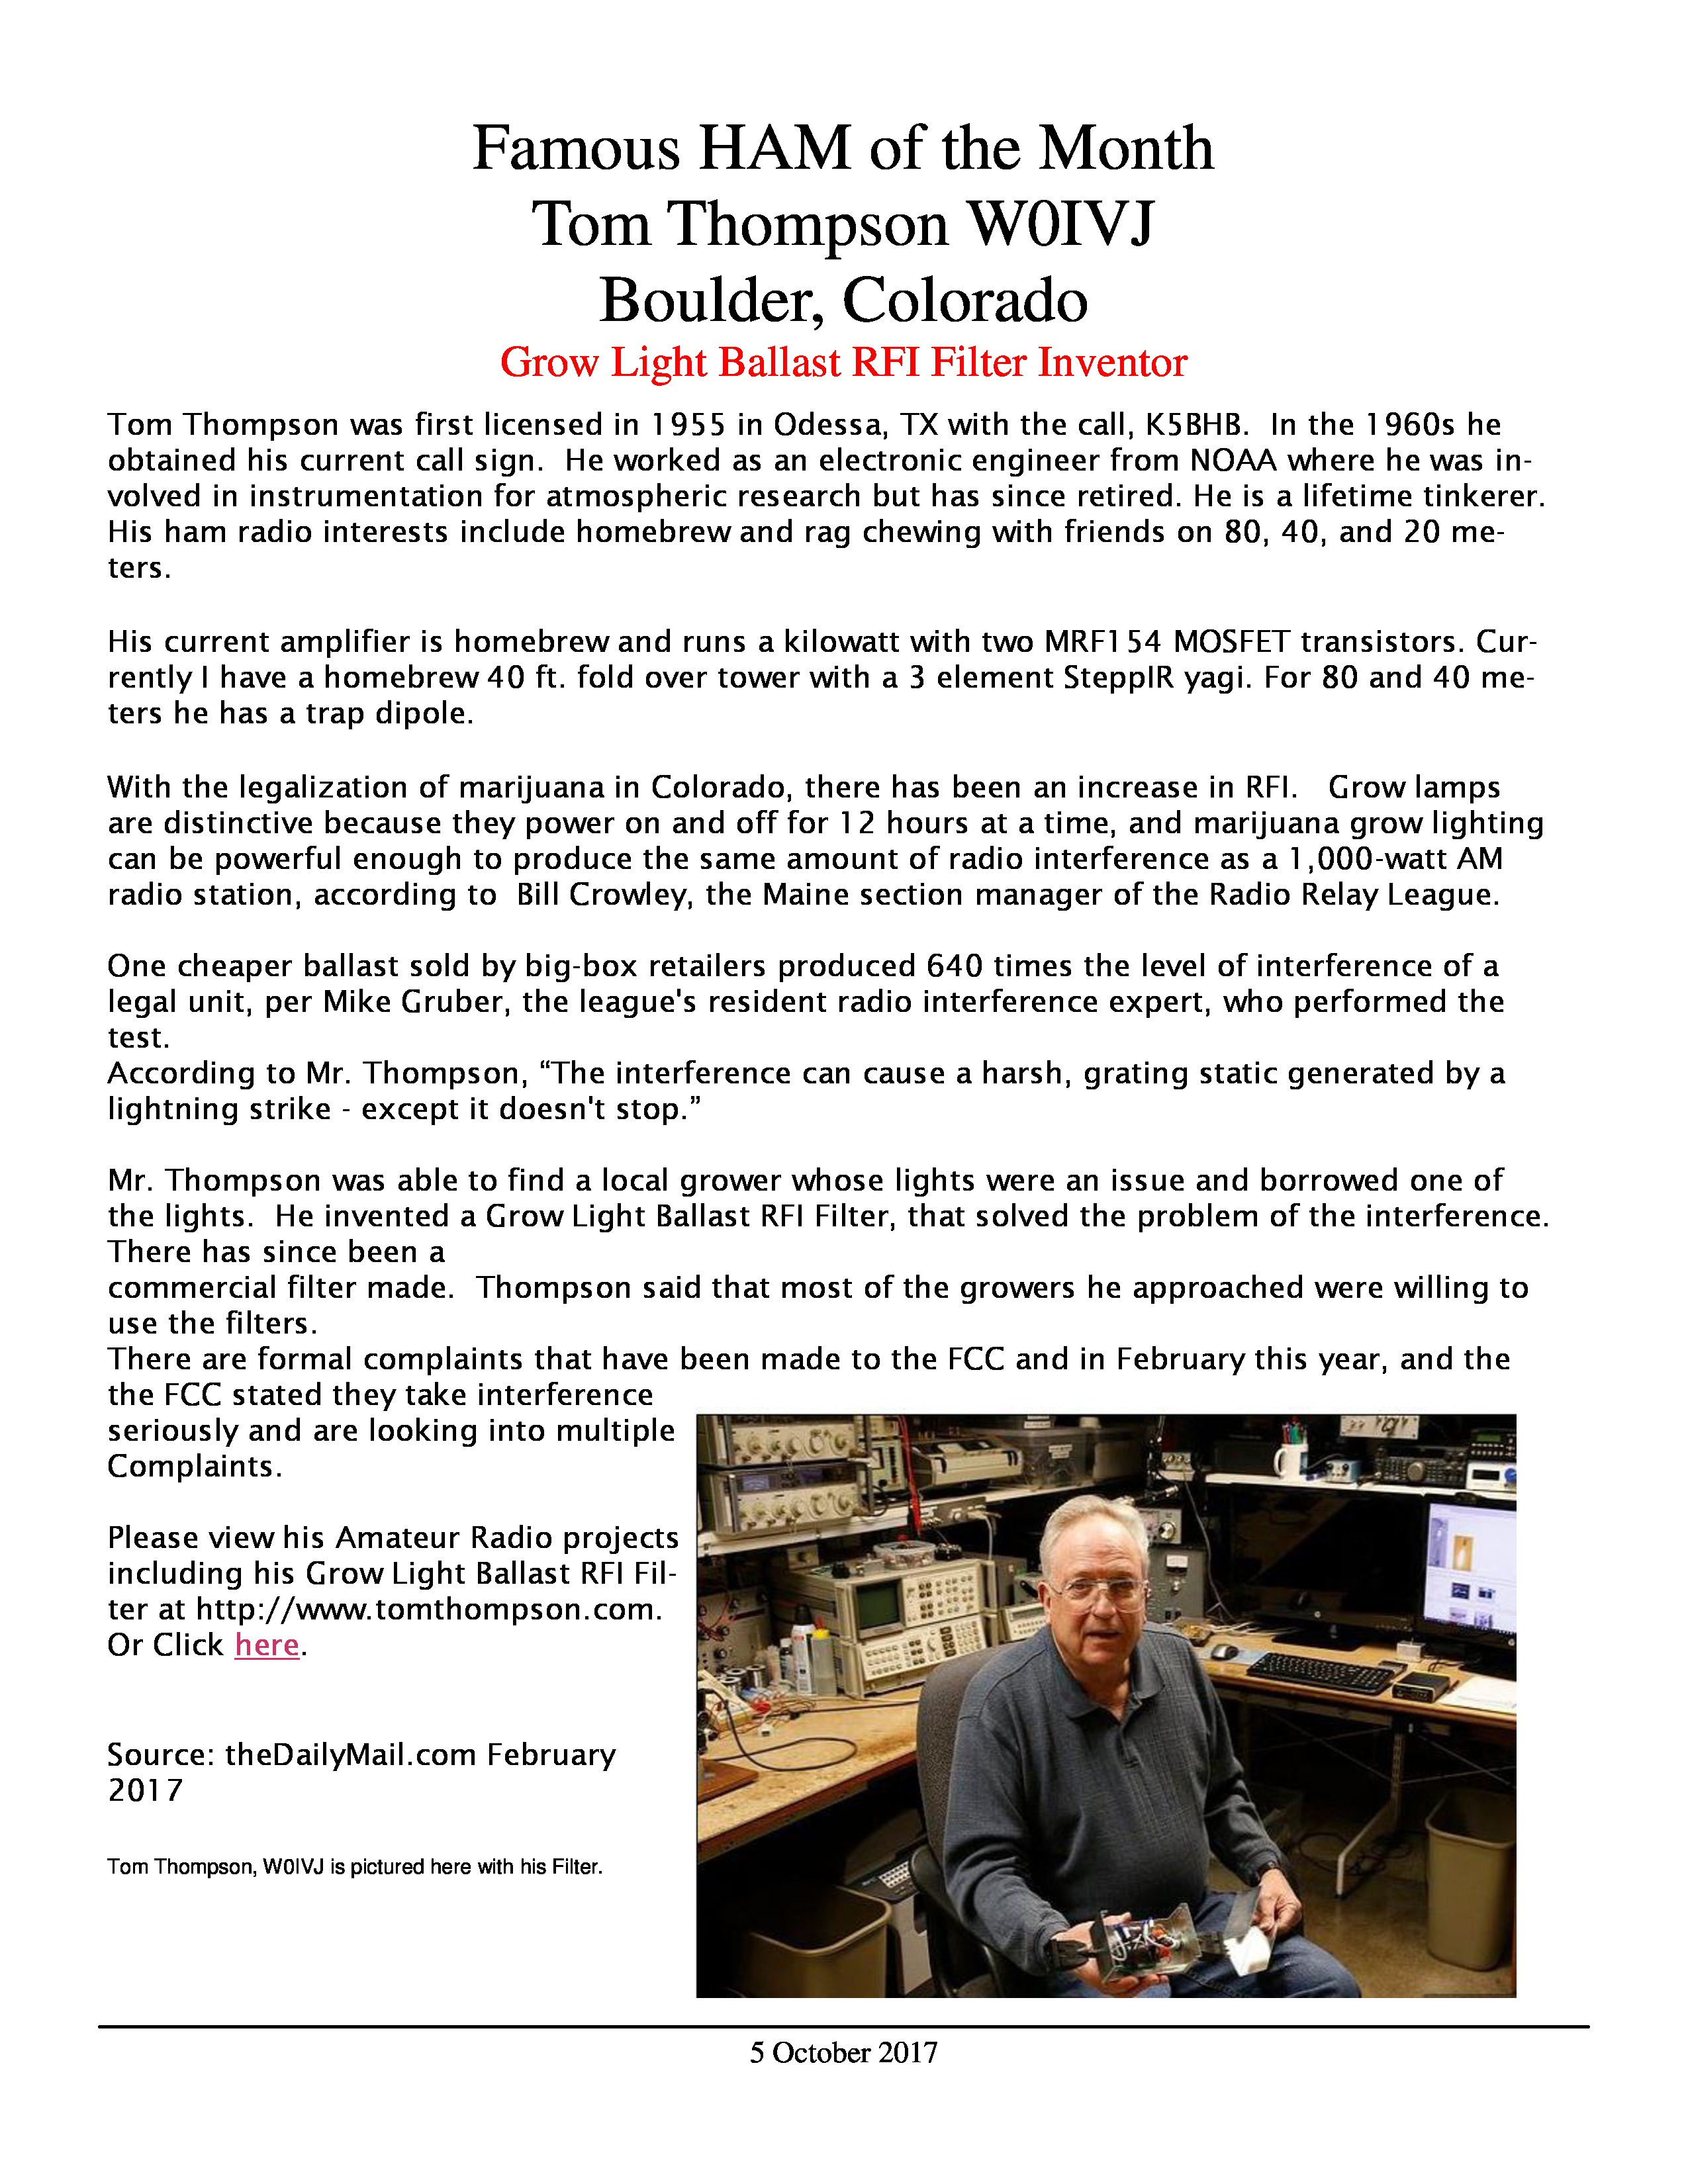 Famous HAM of the Month
Tom Thompson W0IVJ
Boulder, Colorado
Grow Light Ballast RFI Filter Inventor
Tom Thompson was first licensed in 1955 in Odessa, TX with the call, K5BHB.  In the 1960s he
obtained his current call sign.  He worked as an electronic engineer from NOAA where he was in-
volved in instrumentation for atmospheric research but has since retired. He is a lifetime tinkerer.
His ham radio interests include homebrew and rag chewing with friends on 80, 40, and 20 me-
ters.
His current amplifier is homebrew and runs a kilowatt with two MRF154 MOSFET transistors. Cur-
rently I have a homebrew 40 ft. fold over tower with a 3 element SteppIR yagi. For 80 and 40 me-
ters he has a trap dipole.
With the legalization of marijuana in Colorado, there has been an increase in RFI.   Grow lamps
are distinctive because they power on and off for 12 hours at a time, and marijuana grow lighting
can be powerful enough to produce the same amount of radio interference as a 1,000-watt AM
radio station, according to  Bill Crowley, the Maine section manager of the Radio Relay League.
One cheaper ballast sold by big-box retailers produced 640 times the level of interference of a
legal unit, per Mike Gruber, the league's resident radio interference expert, who performed the
test.
According to Mr. Thompson, “The interference can cause a harsh, grating static generated by a
lightning strike - except it doesn't stop.”
Mr. Thompson was able to find a local grower whose lights were an issue and borrowed one of
the lights.  He invented a Grow Light Ballast RFI Filter, that solved the problem of the interference.
There has since been a
commercial filter made.  Thompson said that most of the growers he approached were willing to
use the filters.
There are formal complaints that have been made to the FCC and in February this year, and the
the FCC stated they take interference
seriously and are looking into multiple
Complaints.
Please view his Amateur Radio projects
including his Grow Light Ballast RFI Fil-
ter at http://www.tomthompson.com.
Or Click here.
Source: theDailyMail.com February
2017
Tom Thompson, W0IVJ is pictured here with his Filter.
5 October 2017